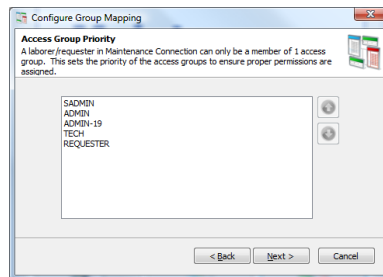 Configure Group Mapping
Access Group Priority
A laborer/requester in Maintenance Connection can only be a member of 1 access
group. This sets the priority of the access groups to ensure proper permissions are
assigned.
SADMIN
ADMIN
ADMIN-19
TECH
REQUESTER
< Back
Next >
Cancel